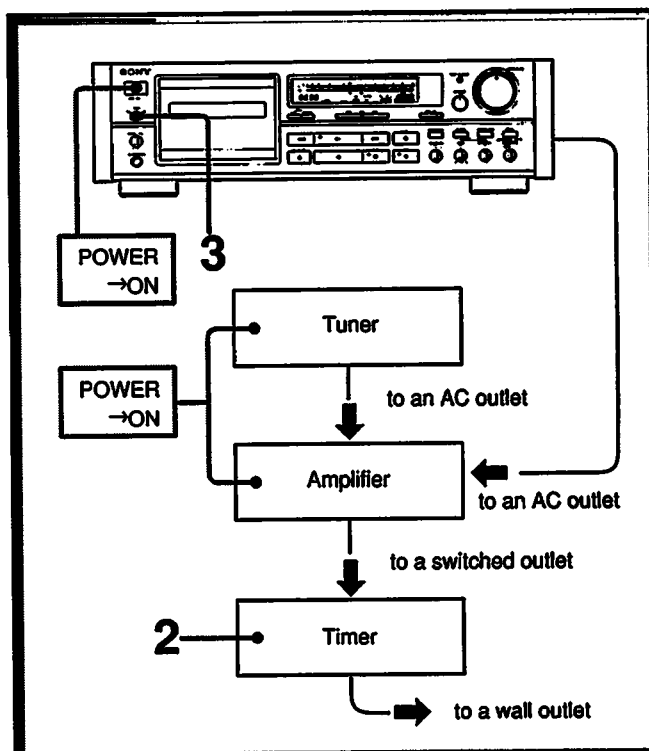 SONY
POWER
→ON
3
Tuner
POWER
→ON
to an AC outlet
Amplifier
to an AC outlet
to a switched outlet
2
Timer
to a wall outlet